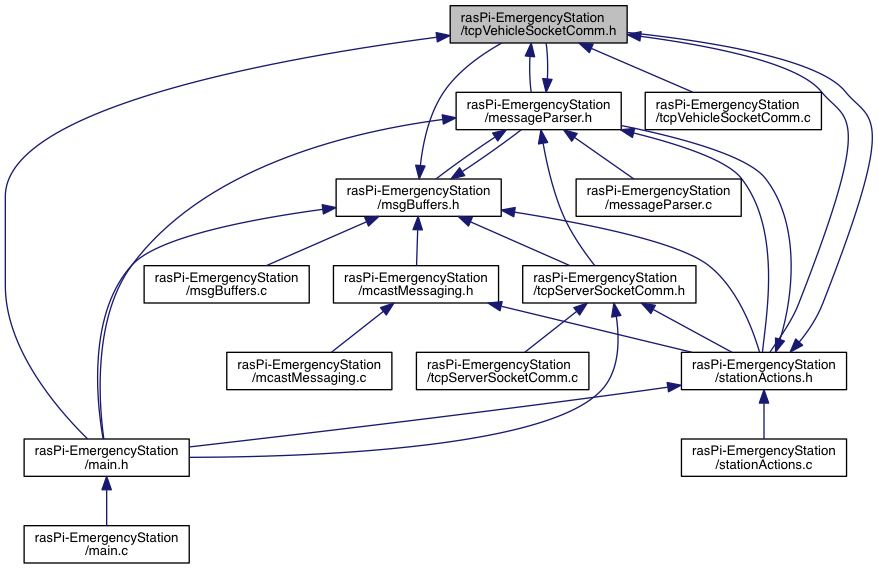 rasPi-EmergencyStation
/tcpVehicleSocketComm.h
rasPi-EmergencyStation
/messageParser.h
rasPi-EmergencyStation
/tcpVehicleSocketComm.c
rasPi-EmergencyStation
/msgBuffers.h
rasPi-EmergencyStation
/messageParser.c
rasPi-EmergencyStation
/msgBuffers.c
rasPi-EmergencyStation
/mcastMessaging.h
rasPi-EmergencyStation
/tcpServerSocketComm.h
rasPi-EmergencyStation
/mcastMessaging.c
rasPi-EmergencyStation
/tcpServerSocketComm.c
rasPi-EmergencyStation
/stationActions.h
rasPi-EmergencyStation
/main.h
rasPi-EmergencyStation
/stationActions.c
rasPi-EmergencyStation
/main.c